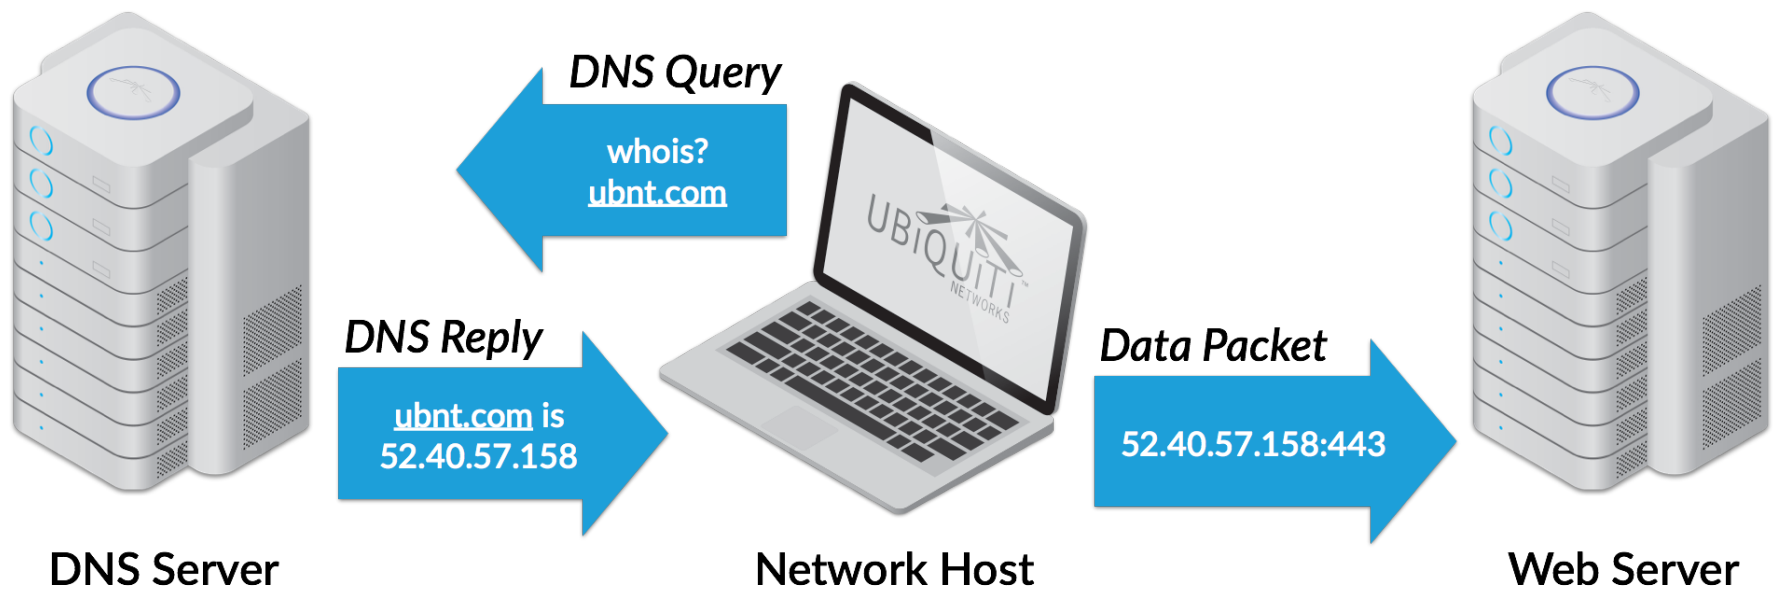 DNS Query
whois?
ubnt.com
UBiQUiTi
NETWORKS
™
DNS Reply
ubnt.com is
52.40.57.158
Data Packet
52.40.57.158:443
DNS Server
Network Host
Web Server